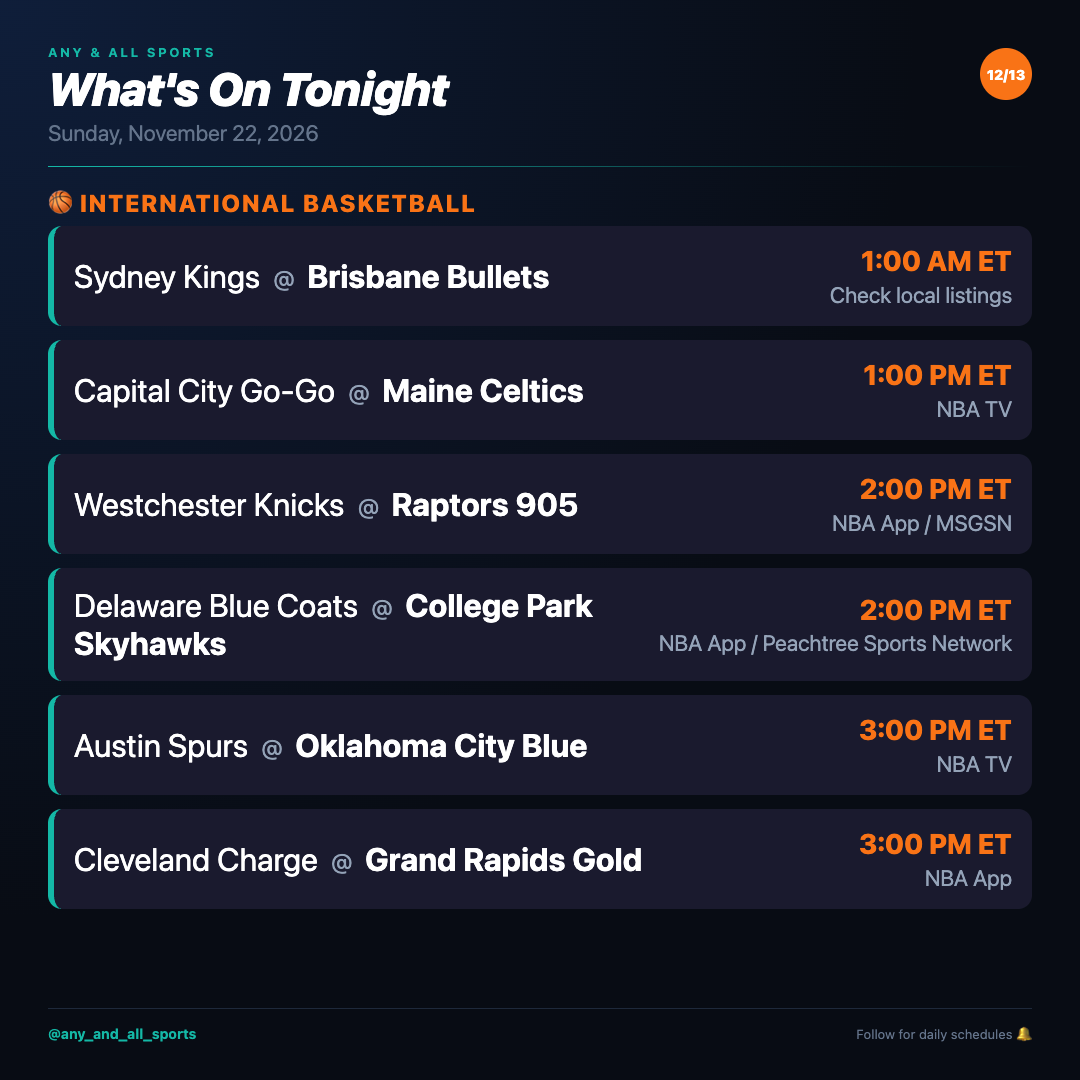 ANY & ALL SPORTS
What's On Tonight
12/13
Sunday, November 22, 2026
🏀 INTERNATIONAL BASKETBALL
Sydney Kings @ Brisbane Bullets
1:00 AM ET
Check local listings
Capital City Go-Go @ Maine Celtics
1:00 PM ET
NBA TV
Westchester Knicks @ Raptors 905
2:00 PM ET
NBA App / MSGSN
Delaware Blue Coats @ College Park
Skyhawks
2:00 PM ET
NBA App / Peachtree Sports Network
Austin Spurs @ Oklahoma City Blue
3:00 PM ET
NBA TV
Cleveland Charge @ Grand Rapids Gold
3:00 PM ET
NBA App
@any_and_all_sports
Follow for daily schedules 🔔